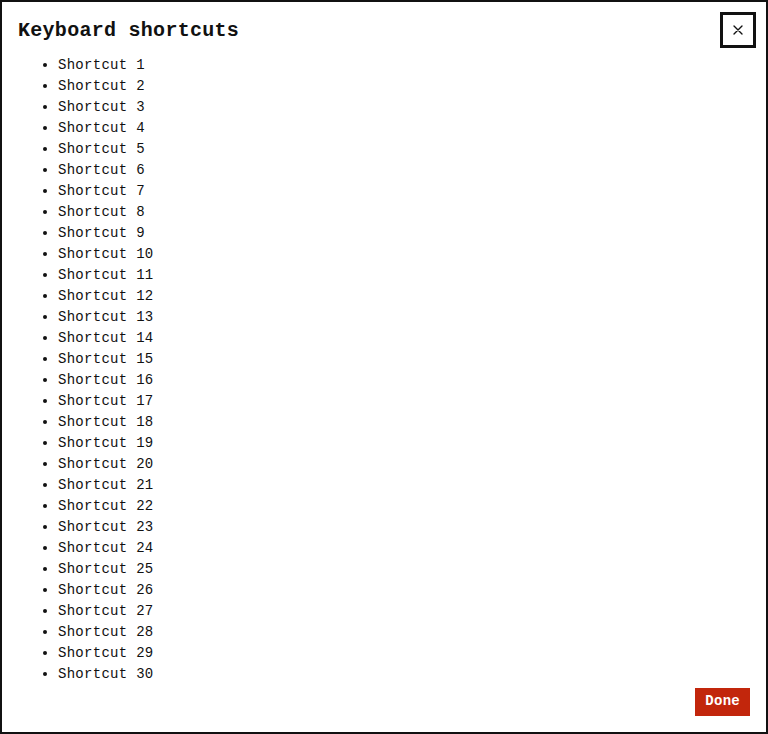 Keyboard shortcuts
Shortcut 1
Shortcut 2
Shortcut 3
Shortcut 4
Shortcut 5
Shortcut 6
Shortcut 7
Shortcut 8
Shortcut 9
Shortcut 10
Shortcut 11
Shortcut 12
Shortcut 13
Shortcut 14
Shortcut 15
Shortcut 16
Shortcut 17
Shortcut 18
Shortcut 19
Shortcut 20
Shortcut 21
Shortcut 22
Shortcut 23
Shortcut 24
Shortcut 25
Shortcut 26
Shortcut 27
Shortcut 28
Shortcut 29
Shortcut 30
Done